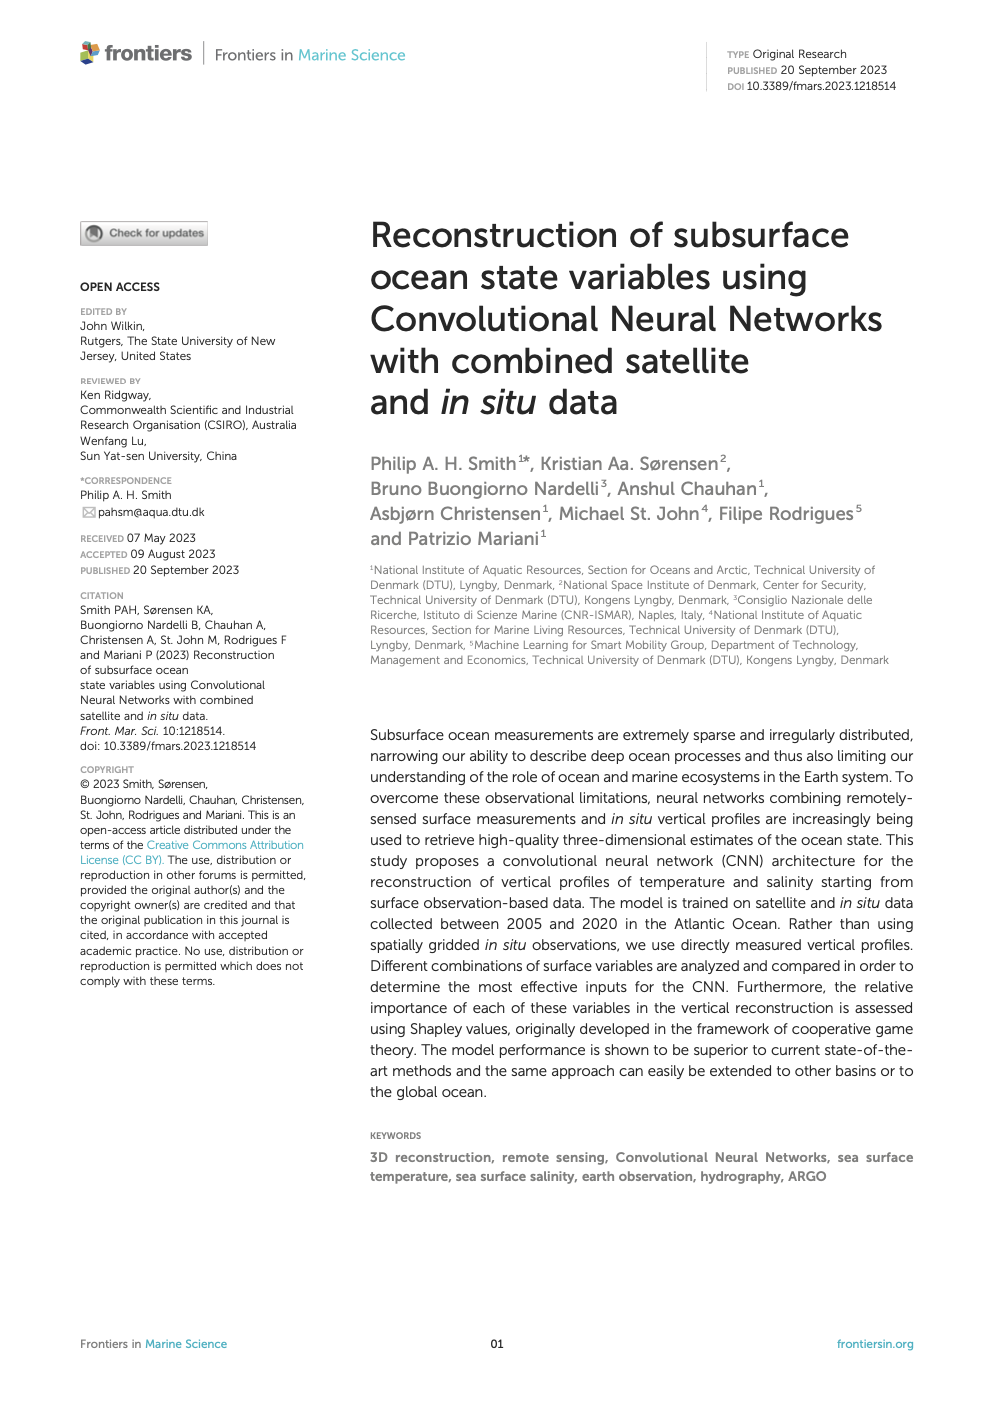 frontiers | Frontiers in Marine Science
TYPE Original Research
PUBLISHED 20 September 2023
DOI 10.3389/fmars.2023.1218514
Check for updates
OPEN ACCESS
EDITED BY
John Wilkin,
Rutgers, The State University of New
Jersey, United States
REVIEWED BY
Ken Ridgway,
Commonwealth Scientific and Industrial
Research Organisation (CSIRO), Australia
Wenfang Lu,
Sun Yat-sen University, China
*CORRESPONDENCE
Philip A. H. Smith
pahsm@aqua.dtu.dk
RECEIVED 07 May 2023
ACCEPTED 09 August 2023
PUBLISHED 20 September 2023
CITATION
Smith PAH, Sørensen KA,
Buongiorno Nardelli B, Chauhan A,
Christensen A, St. John M, Rodrigues F
and Mariani P (2023) Reconstruction
of subsurface ocean
state variables using Convolutional
Neural Networks with combined
satellite and in situ data.
Front. Mar. Sci. 10:1218514.
doi: 10.3389/fmars.2023.1218514
COPYRIGHT
© 2023 Smith, Sørensen,
Buongiorno Nardelli, Chauhan, Christensen,
St. John, Rodrigues and Mariani. This is an
open-access article distributed under the
terms of the Creative Commons Attribution
License (CC BY). The use, distribution or
reproduction in other forums is permitted,
provided the original author(s) and the
copyright owner(s) are credited and that
the original publication in this journal is
cited, in accordance with accepted
academic practice. No use, distribution or
reproduction is permitted which does not
comply with these terms.
Reconstruction of subsurface
ocean state variables using
Convolutional Neural Networks
with combined satellite
and in situ data
Philip A. H. Smith1*, Kristian Aa. Sørensen2,
Bruno Buongiorno Nardelli3, Anshul Chauhan1,
Asbjørn Christensen1, Michael St. John4, Filipe Rodrigues5
and Patrizio Mariani1
1National Institute of Aquatic Resources, Section for Oceans and Arctic, Technical University of
Denmark (DTU), Lyngby, Denmark, 2National Space Institute of Denmark, Center for Security,
Technical University of Denmark (DTU), Kongens Lyngby, Denmark, 3Consiglio Nazionale delle
Ricerche, Istituto di Scienze Marine (CNR-ISMAR), Naples, Italy, 4National Institute of Aquatic
Resources, Section for Marine Living Resources, Technical University of Denmark (DTU),
Lyngby, Denmark, 5Machine Learning for Smart Mobility Group, Department of Technology,
Management and Economics, Technical University of Denmark (DTU), Kongens Lyngby, Denmark
Subsurface ocean measurements are extremely sparse and irregularly distributed,
narrowing our ability to describe deep ocean processes and thus also limiting our
understanding of the role of ocean and marine ecosystems in the Earth system. To
overcome these observational limitations, neural networks combining remotely-
sensed surface measurements and in situ vertical profiles are increasingly being
used to retrieve high-quality three-dimensional estimates of the ocean state. This
study proposes a convolutional neural network (CNN) architecture for the
reconstruction of vertical profiles of temperature and salinity starting from
surface observation-based data. The model is trained on satellite and in situ data
collected between 2005 and 2020 in the Atlantic Ocean. Rather than using
spatially gridded in situ observations, we use directly measured vertical profiles.
Different combinations of surface variables are analyzed and compared in order to
determine the most effective inputs for the CNN. Furthermore, the relative
importance of each of these variables in the vertical reconstruction is assessed
using Shapley values, originally developed in the framework of cooperative game
theory. The model performance is shown to be superior to current state-of-the-
art methods and the same approach can easily be extended to other basins or to
the global ocean.
KEYWORDS
3D reconstruction, remote sensing, Convolutional Neural Networks, sea surface
temperature, sea surface salinity, earth observation, hydrography, ARGO
Frontiers in Marine Science
01
frontiersin.org